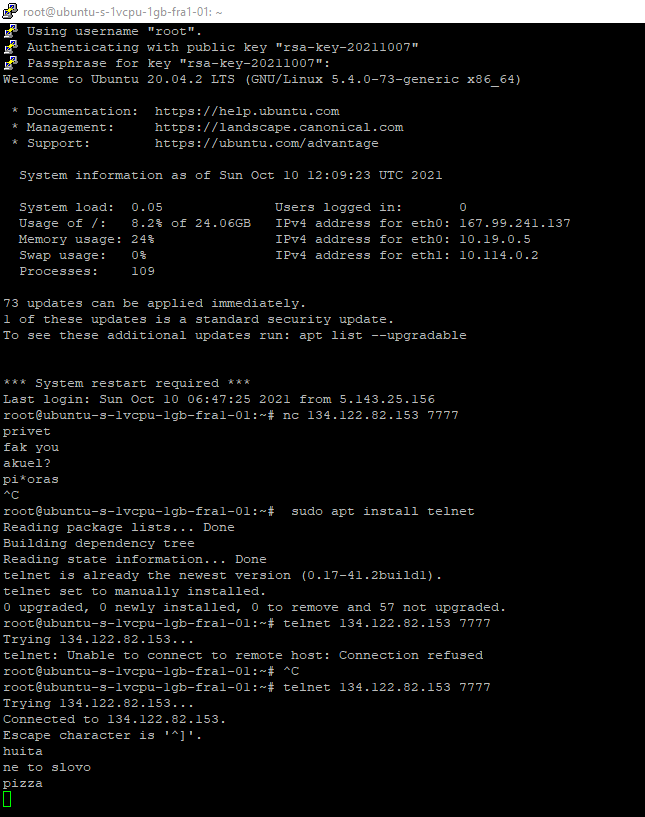 root@ubuntu-s-1vcpu-1gb-fra1-01: ~
Using username "root".
Authenticating with public key "rsa-key-20211007"
Passphrase for key "rsa-key-20211007":
Welcome to Ubuntu 20.04.2 LTS (GNU/Linux 5.4.0-73-generic x86_64)
* Documentation:  https://help.ubuntu.com
* Management:     https://landscape.canonical.com
* Support:        https://ubuntu.com/advantage
System information as of Sun Oct 10 12:09:23 UTC 2021
System load:  0.05              Users logged in:       0
Usage of /:   8.2% of 24.06GB   IPv4 address for eth0: 167.99.241.137
Memory usage: 24%               IPv4 address for eth0: 10.19.0.5
Swap usage:   0%                IPv4 address for eth1: 10.114.0.2
Processes:    109
73 updates can be applied immediately.
1 of these updates is a standard security update.
To see these additional updates run: apt list --upgradable
*** System restart required ***
Last login: Sun Oct 10 06:47:25 2021 from 5.143.25.156
root@ubuntu-s-1vcpu-1gb-fra1-01:~# nc 134.122.82.153 7777
privet
fak you
akuel?
pi*oras
^C
root@ubuntu-s-1vcpu-1gb-fra1-01:~#  sudo apt install telnet
Reading package lists... Done
Building dependency tree
Reading state information... Done
telnet is already the newest version (0.17-41.2build1).
telnet set to manually installed.
0 upgraded, 0 newly installed, 0 to remove and 57 not upgraded.
root@ubuntu-s-1vcpu-1gb-fra1-01:~# telnet 134.122.82.153 7777
Trying 134.122.82.153...
telnet: Unable to connect to remote host: Connection refused
root@ubuntu-s-1vcpu-1gb-fra1-01:~# ^C
root@ubuntu-s-1vcpu-1gb-fra1-01:~# telnet 134.122.82.153 7777
Trying 134.122.82.153...
Connected to 134.122.82.153.
Escape character is '^]'.
huita
ne to slovo
pizza